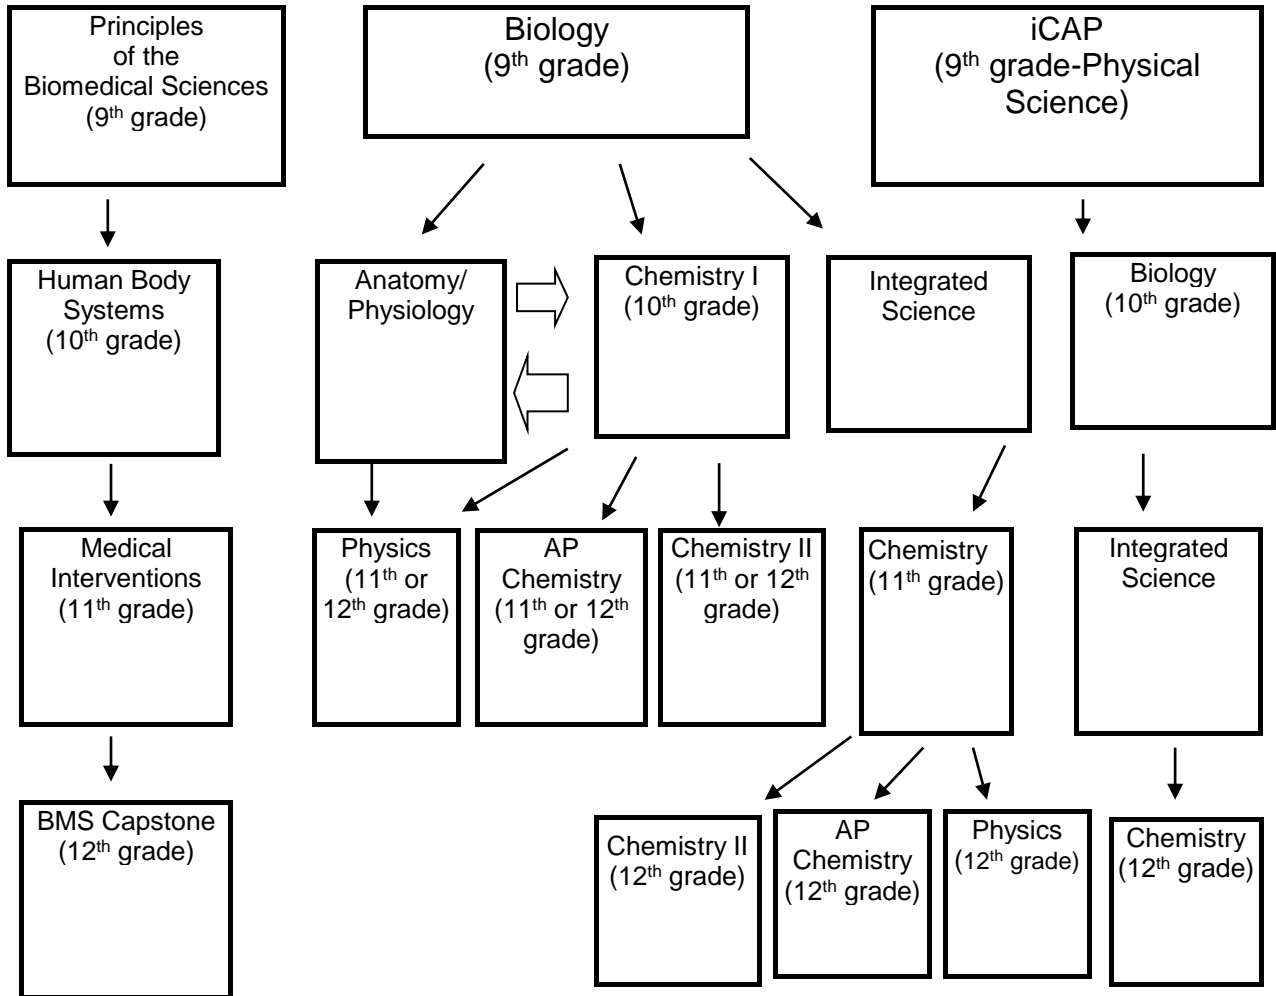 Principles
of the
Biomedical Sciences
(9th grade)
Biology
(9th grade)
iCAP
(9th grade-Physical
Science)
Human Body
Systems
(10th grade)
Anatomy/
Physiology
Chemistry I
(10th grade)
Integrated
Science
Biology
(10th grade)
Medical
Interventions
(11th grade)
Physics
(11th or
12th grade)
AP
Chemistry
(11th or 12th
grade)
Chemistry II
(11th or 12th
grade)
Chemistry
(11th grade)
Integrated
Science
BMS Capstone
(12th grade)
Chemistry II
(12th grade)
AP
Chemistry
(12th grade)
Physics
(12th grade)
Chemistry
(12th grade)